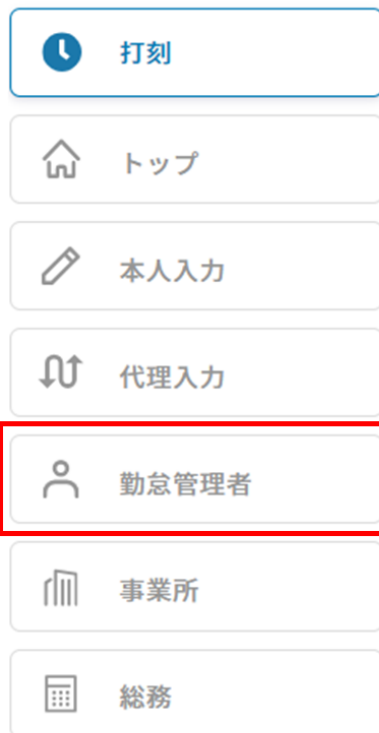 打刻
トップ
本人入力
代理入力
勤怠管理者
事業所
総務